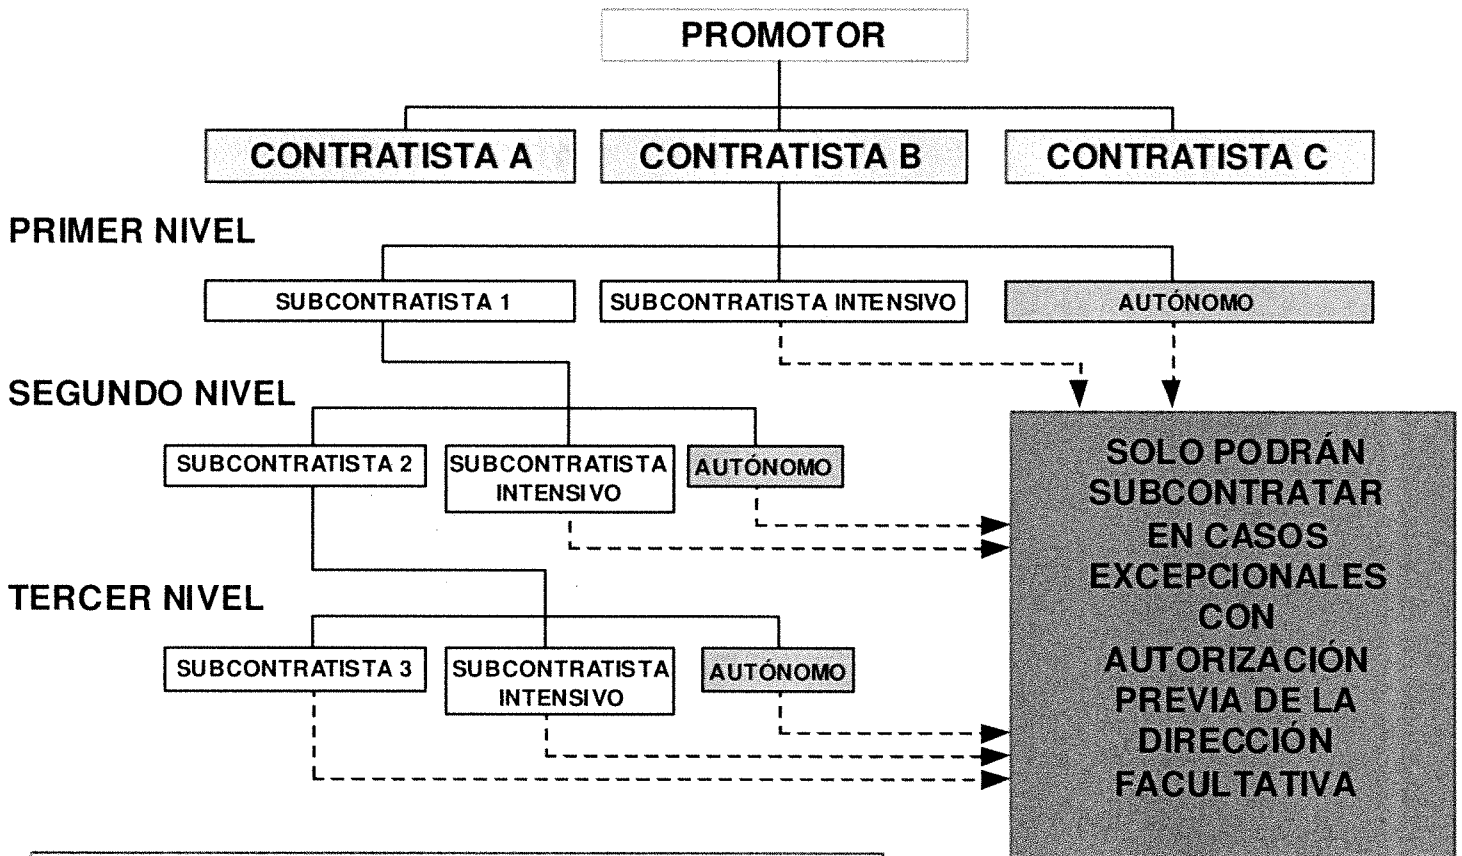 PROMOTOR
CONTRATISTA A
CONTRATISTA B
CONTRATISTA C
PRIMER NIVEL
SUBCONTRATISTA 1
SUBCONTRATISTA INTENSIVO
AUTÓNOMO
SEGUNDO NIVEL
SUBCONTRATISTA 2
SUBCONTRATISTA
INTENSIVO
AUTÓNOMO
TERCER NIVEL
SUBCONTRATISTA 3
SUBCONTRATISTA
INTENSIVO
AUTÓNOMO
SOLO PODRÁN
SUBCONTRATAR
EN CASOS
EXCEPCIONALES
CON
AUTORIZACIÓN
PREVIA DE LA
DIRECCIÓN
FACULTATIVA